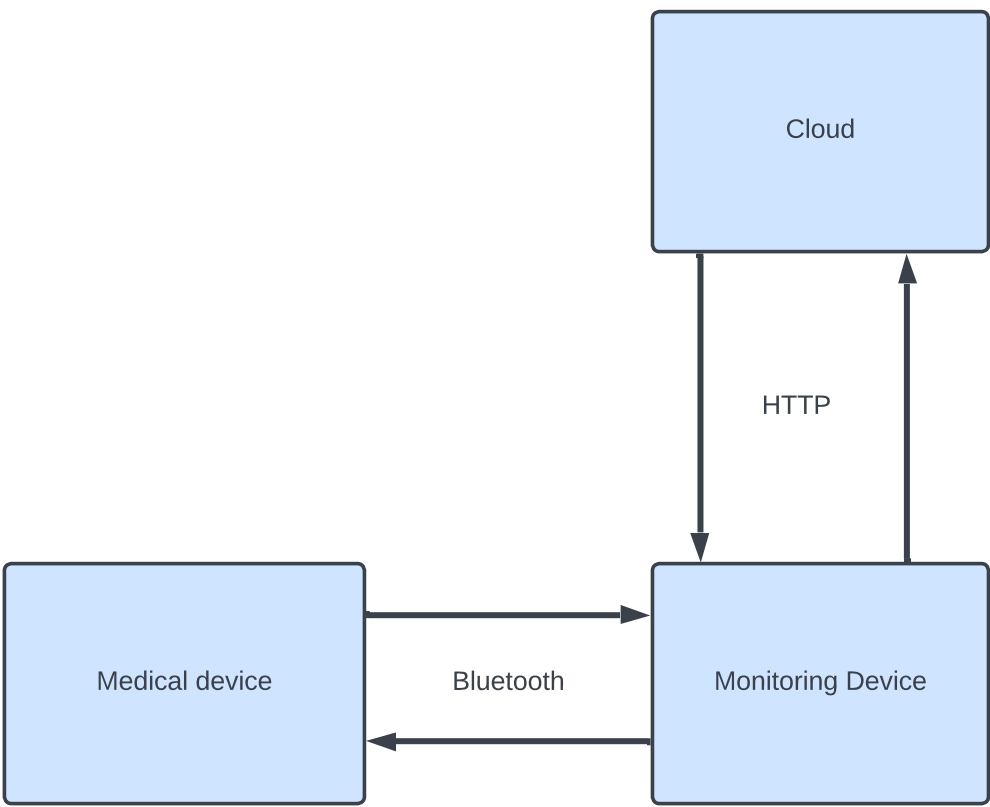 Cloud
HTTP
Medical device
Bluetooth
Monitoring Device